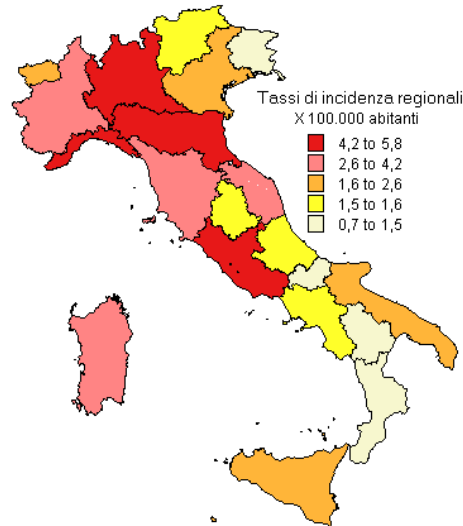 Tassi di incidenza regionali
X 100.000 abitanti
4,2 to 5,8
2,6 to 4,2
1,6 to 2,6
1,5 to 1,6
0,7 to 1,5